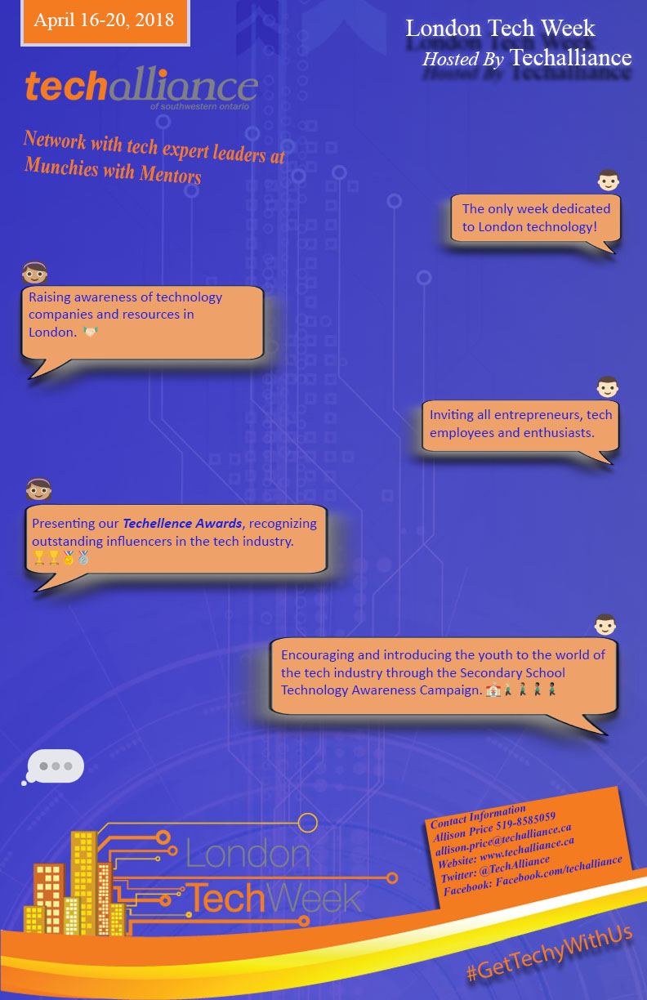 April 16-20, 2018
London Tech Week
Hosted By Techalliance
techalliance
of southwestern ontario
Network with tech expert leaders at
Munchies with Mentors
The only week dedicated
to London technology!
Raising awareness of technology
companies and resources in
London.
Inviting all entrepreneurs, tech
employees and enthusiasts.
Presenting our Techellence Awards, recognizing
outstanding influencers in the tech industry.
Encouraging and introducing the youth to the world of
the tech industry through the Secondary School
Technology Awareness Campaign.
Contact Information
Allison Price 519-8585059
allison.price@techalliance.ca
Website: www.techalliance.ca
Twitter: @TechAlliance
Facebook: Facebook.com/techalliance
London
TechWeek
#GetTechyWithUs